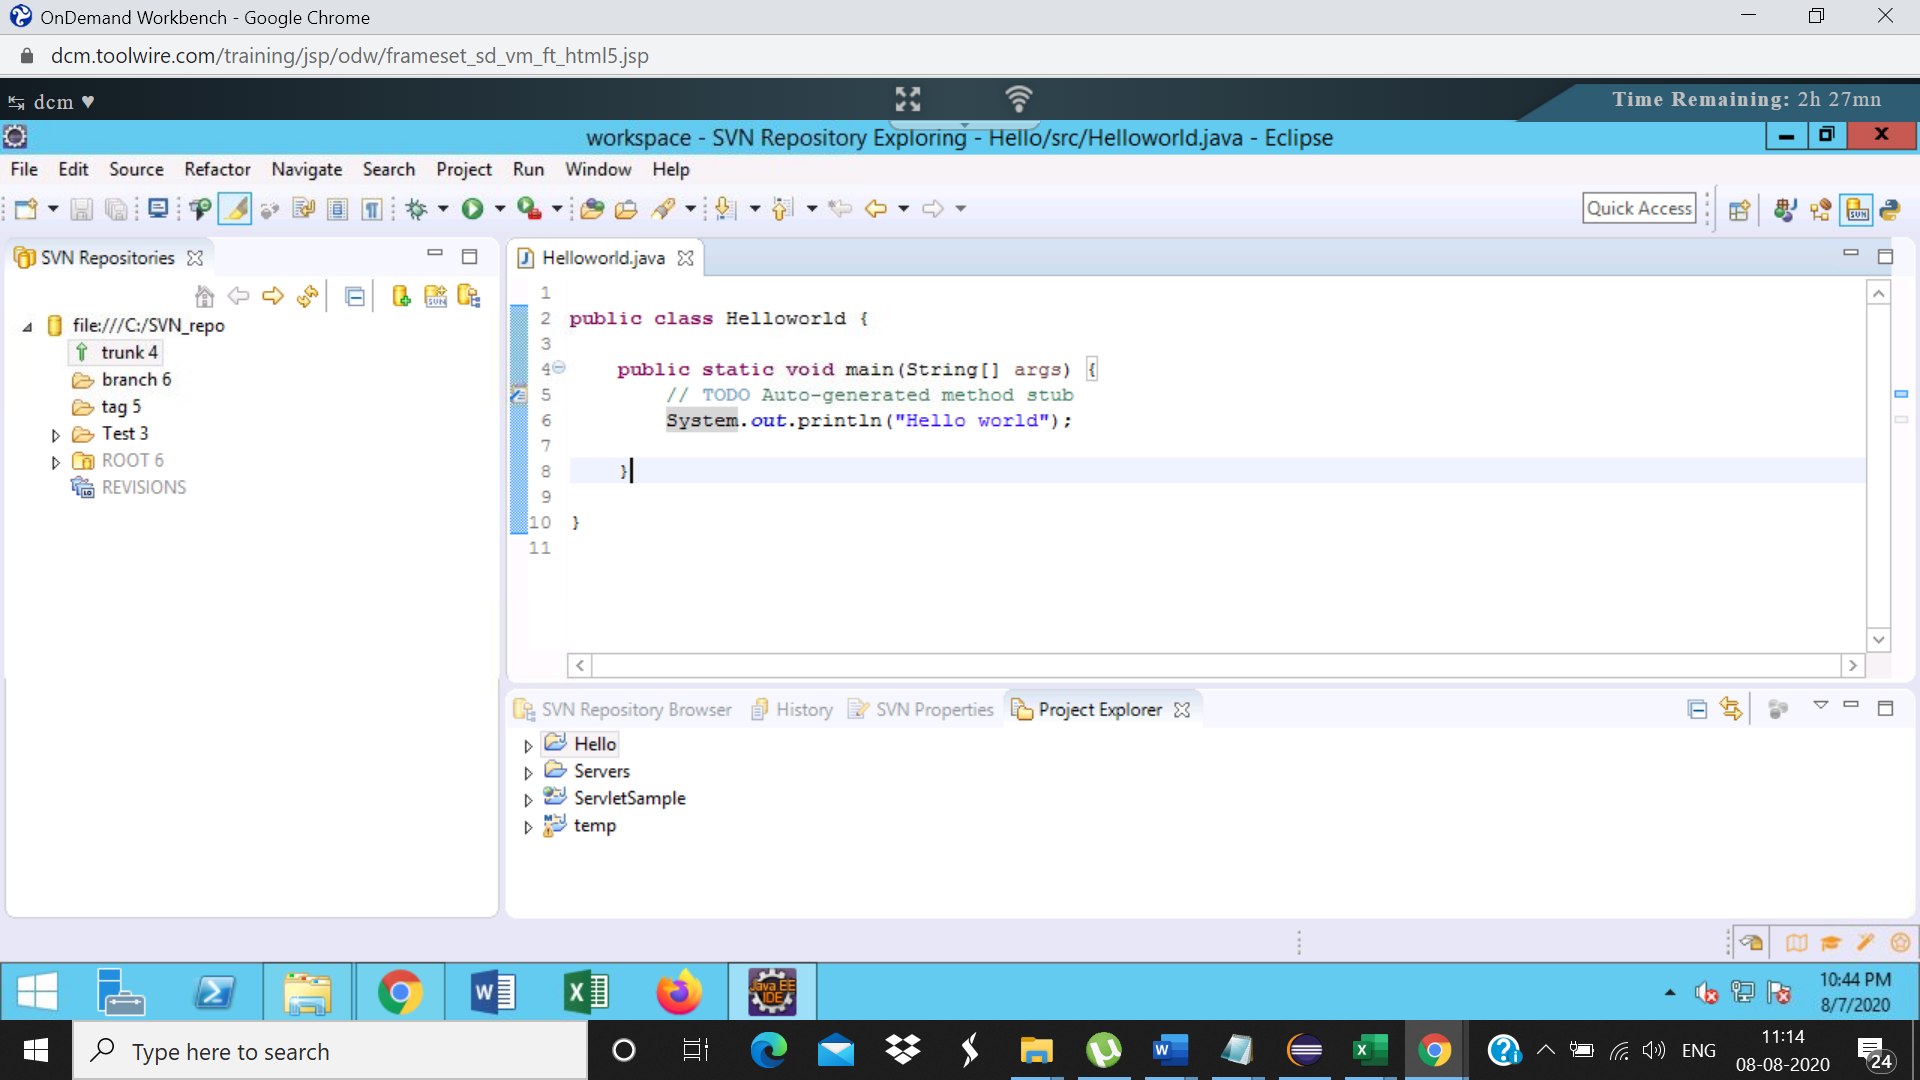 OnDemand Workbench - Google Chrome
dcm.toolwire.com/training/jsp/odw/frameset_sd_vm_ft_html5.jsp
dcm ♥
Time Remaining: 2h 27mn
workspace - SVN Repository Exploring - Hello/src/Helloworld.java - Eclipse
File Edit Source Refactor Navigate Search Project Run Window Help
Quick Access
SVN Repositories
file:///C:/SVN_repo
trunk 4
branch 6
tag 5
Test 3
ROOT 6
REVISIONS
Helloworld.java
1
2 public class Helloworld {
3
4 public static void main(String[] args) {
5 // TODO Auto-generated method stub
6 System.out.println("Hello world");
7
8 }
9
10 }
11
SVN Repository Browser History SVN Properties Project Explorer
Hello
Servers
ServletSample
temp
Java EE
IDE
10:44 PM
8/7/2020
Type here to search
ENG
11:14
08-08-2020
24